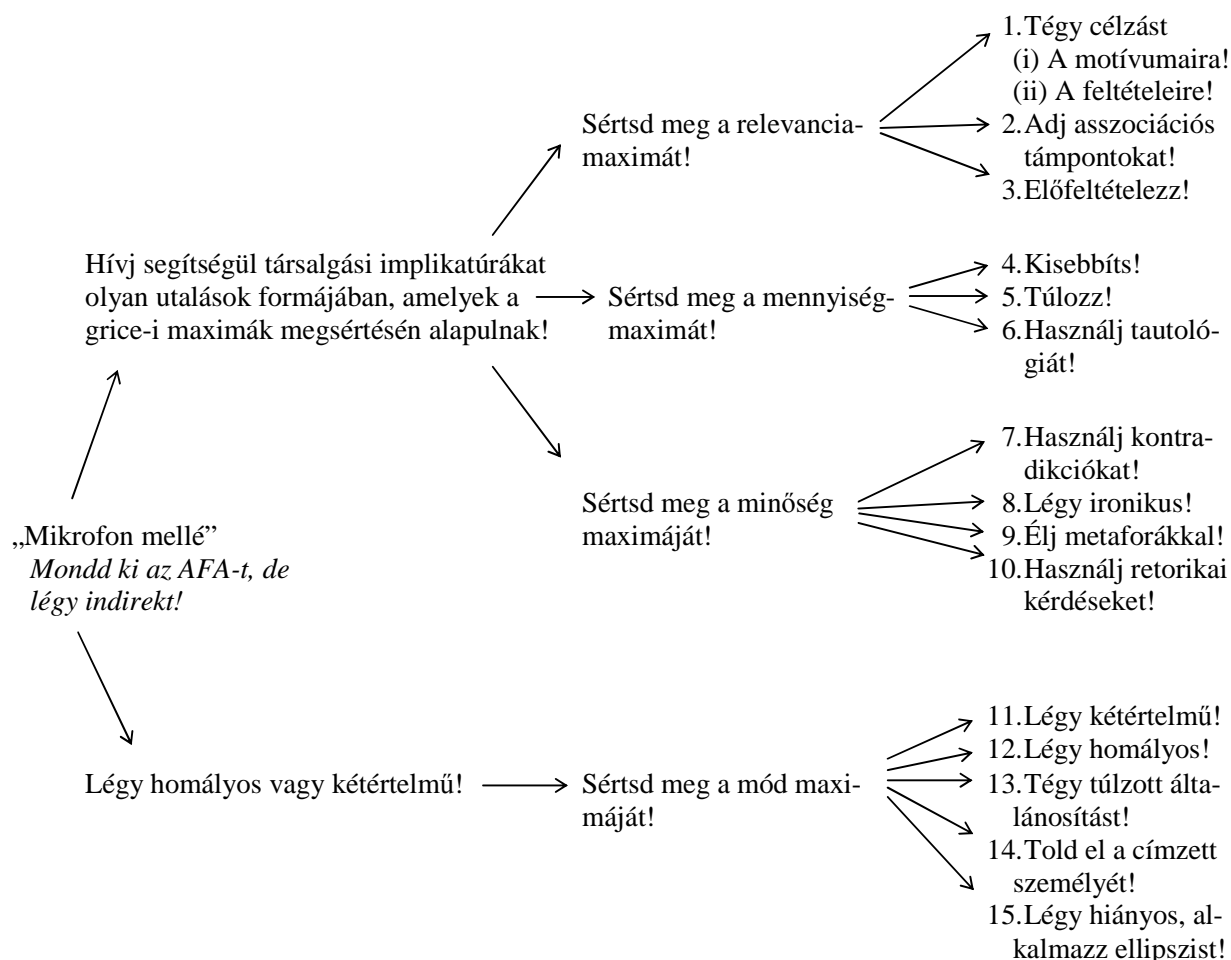 1.Tégy célzást
(i) A motívumaira!
(ii) A feltételeire!
Sértsd meg a relevancia-
maximát!
2.Adj asszociációs
támpontokat!
3.Előfeltételezz!
Hívj segítségül társalgási implikatúrákat
olyan utalások formájában, amelyek a
grice-i maximák megsértésén alapulnak!
Sértsd meg a mennyiség-
maximát!
4.Kisebbíts!
5.Túlozz!
6.Használj tautoló-
giát!
Sértsd meg a minőség
maximáját!
7.Használj kontra-
dikciókat!
8.Légy ironikus!
9.Élj metaforákkal!
10.Használj retorikai
kérdéseket!
„Mikrofon mellé”
Mondd ki az AFA-t, de
légy indirekt!
Légy homályos vagy kétértelmű!
Sértsd meg a mód maxi-
máját!
11.Légy kétértelmű!
12.Légy homályos!
13.Tégy túlzott álta-
lánosítást!
14.Told el a címzett
személyét!
15.Légy hiányos, al-
kalmazz ellipszist!